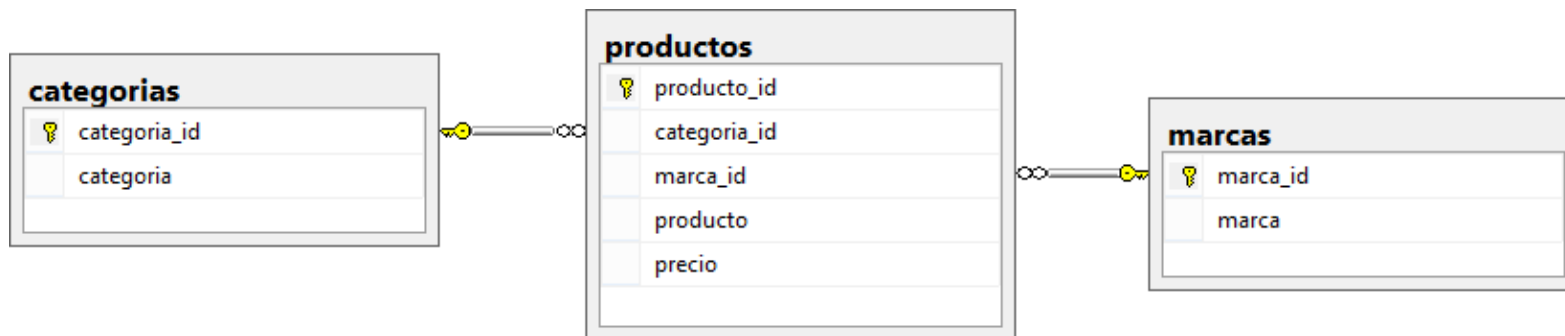 categorias
categoria_id
categoria
productos
producto_id
categoria_id
marca_id
producto
precio
marcas
marca_id
marca